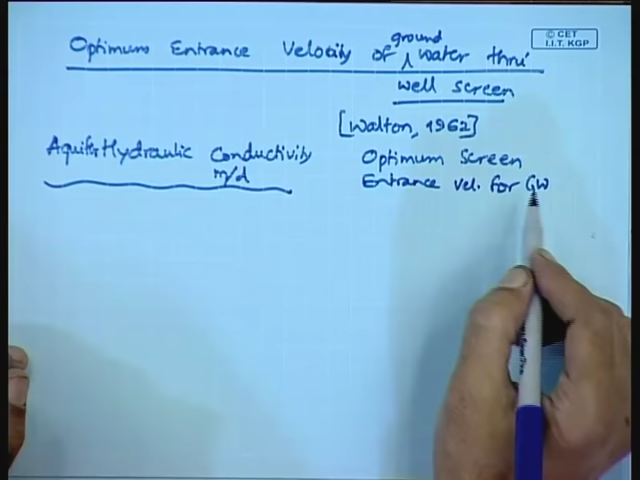 © CET
I.I.T. KGP
Optimum Entrance Velocity of ground water thru'
well screen
[Walton, 1962]
Aquifer Hydraulic Conductivity
m/d
Optimum Screen
Entrance vel. for GW